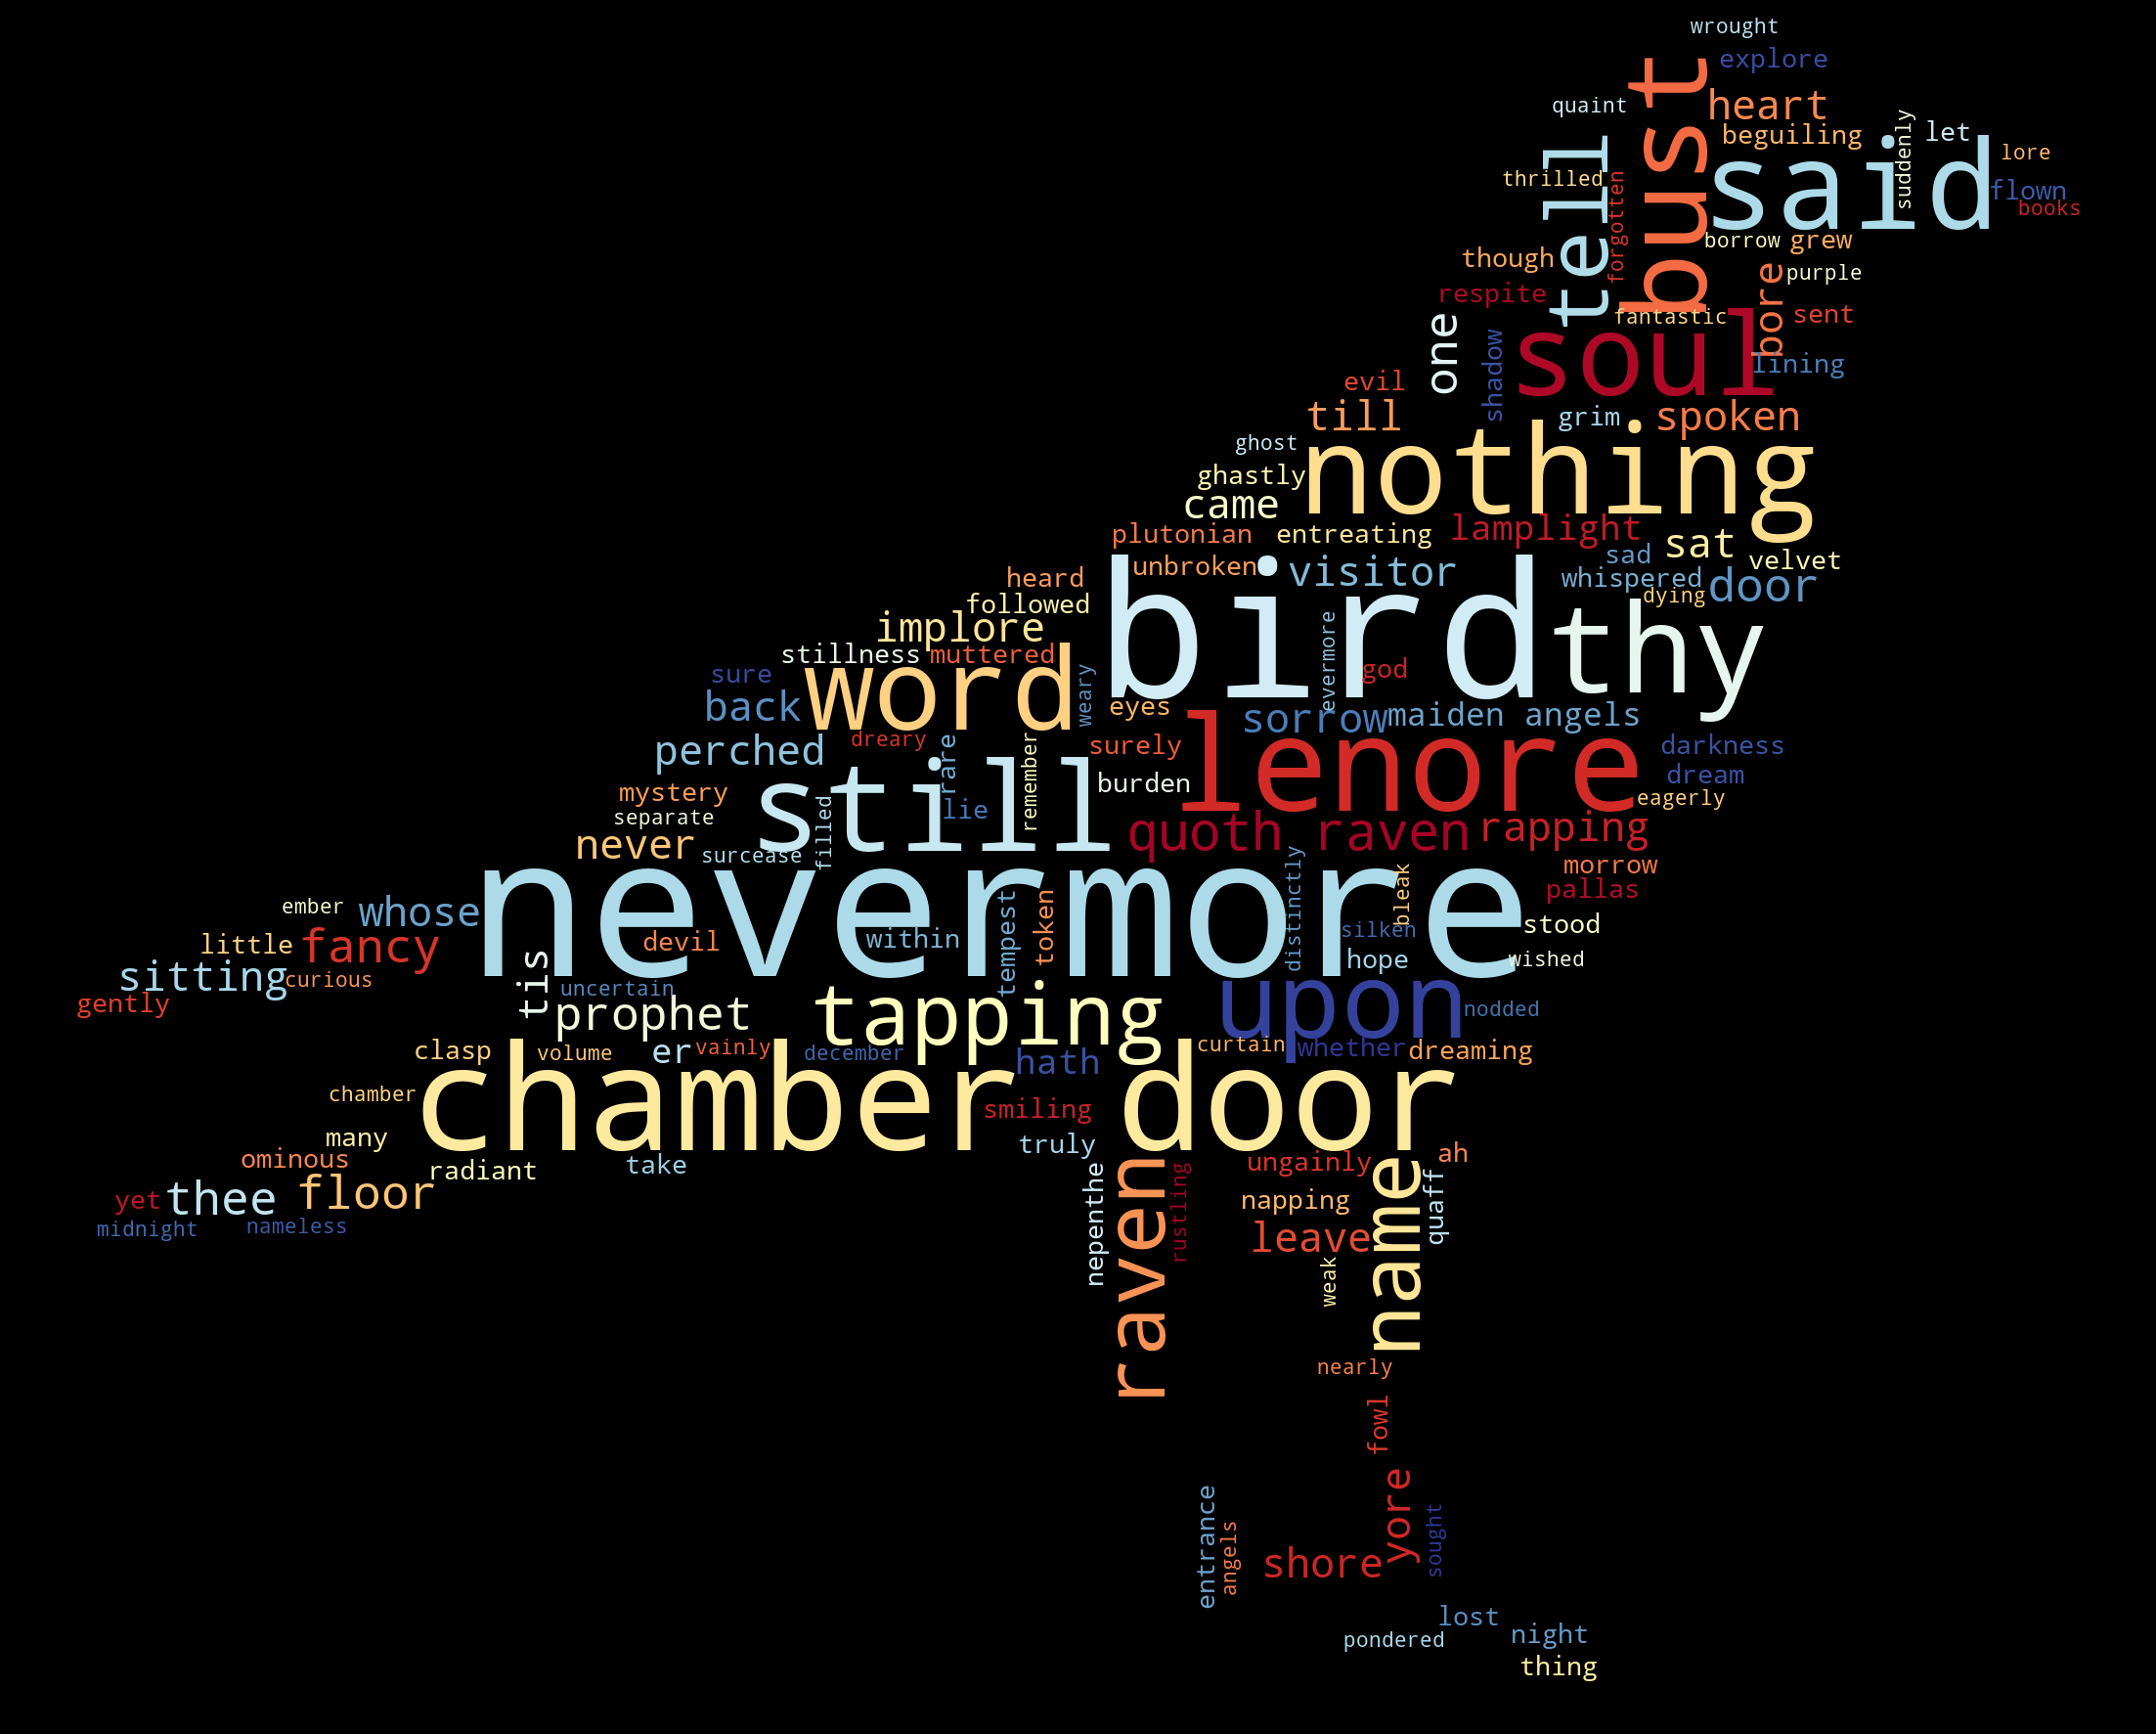 wrought
explore
bust
quaint
heart
suddenly
beguiling
let
tell
said
lore
thrilled
forgotten
flown
books
borrow
grew
though
bore
purple
respite
soul
fantastic
sent
one
shadow
lining
evil
till
grim
spoken
ghost
nothing
ghastly
came
plutonian
entreating
lamplight
sat
sad
velvet
unbroken
bird
visitor
heard
whispered
door
dying
followed
thy
implore
evermore
stillness
muttered
word
god
sure
weary
back
eyes
lenore
sorrow
maiden angels
perched
dreary
rare
remember
surely
darkness
still
dream
burden
mystery
lie
eagerly
separate
filled
quoth raven
rapping
never
surcease
distinctly
nevermore
morrow
bleak
pallas
ember
whose
tempest
token
little
fancy
devil
within
silken
stood
sitting
curious
tis
hope
wished
gently
uncertain
prophet
tapping
upon
nodded
clasp
volume
er
vainly
december
hath
curtain
whether
dreaming
chamber door
chamber
smiling
many
truly
ominous
radiant
take
ungainly
ah
yet
thee
floor
nepenthe
raven
rustling
napping
name
quaff
midnight
nameless
leave
weak
nearly
fowl
yore
entrance
angels
shore
sought
lost
pondered
night
thing